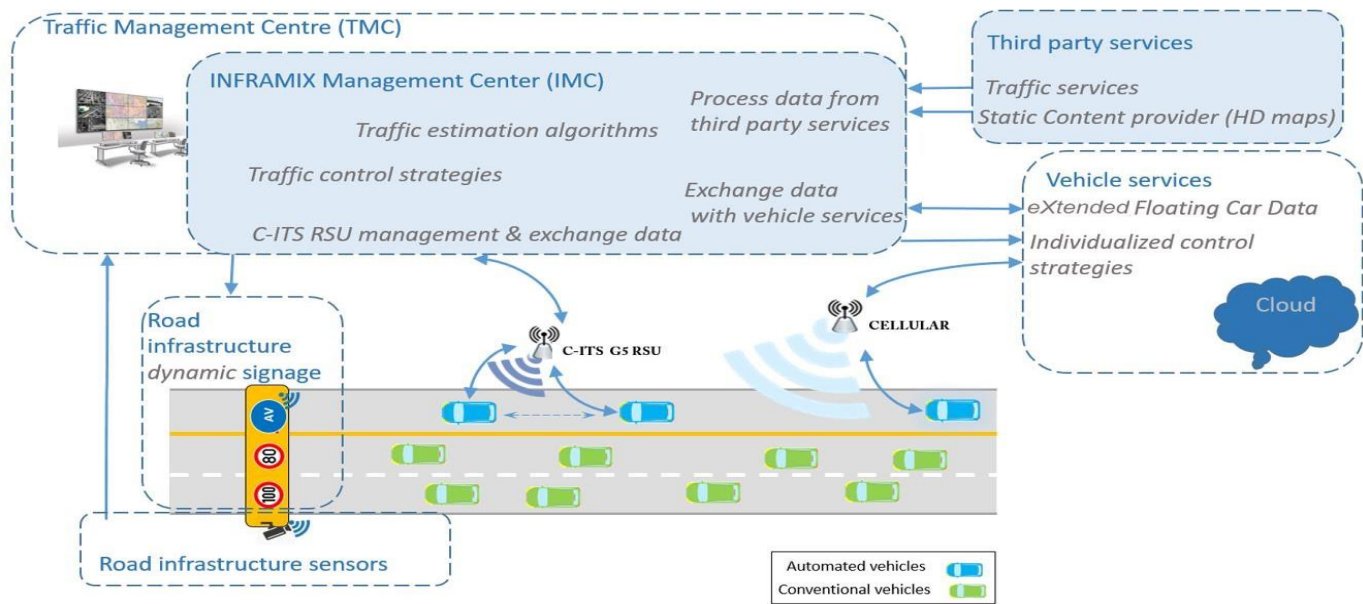 Traffic Management Centre (TMC)
INFRAMIX Management Center (IMC)
Traffic estimation algorithms
Traffic control strategies
C-ITS RSU management & exchange data
Process data from
third party services
Exchange data
with vehicle services
Third party services
Traffic services
Static Content provider (HD maps)
Vehicle services
eXtended Floating Car Data
Individualized control
strategies
Cloud
Road
infrastructure
dynamic signage
C-ITS G5 RSU
CELLULAR
AV
80
100
Road infrastructure sensors
Automated vehicles
Conventional vehicles